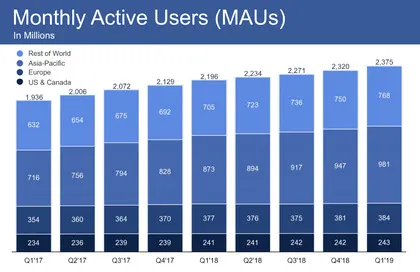 Monthly Active Users (MAUs)
In Millions
Rest of World
Asia-Pacific
Europe
US & Canada
1,936 2,006 2,072 2,129 2,196 2,234 2,271 2,320 2,375
632 654 675 692 705 723 736 750 768
716 756 794 828 873 894 917 947 981
354 360 364 370 377 376 375 381 384
234 236 239 239 241 241 242 242 243
Q1'17 Q2'17 Q3'17 Q4'17 Q1'18 Q2'18 Q3'18 Q4'18 Q1'19